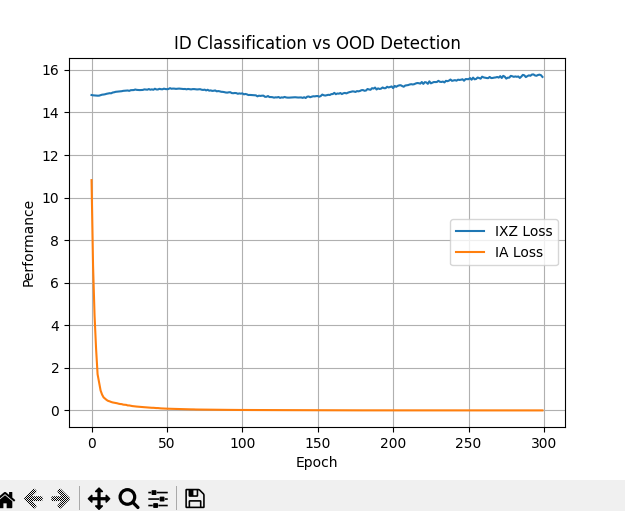 ID Classification vs OOD Detection
16
14
12
10
8
6
4
2
0
Performance
IXZ Loss
IA Loss
0 50 100 150 200 250 300
Epoch